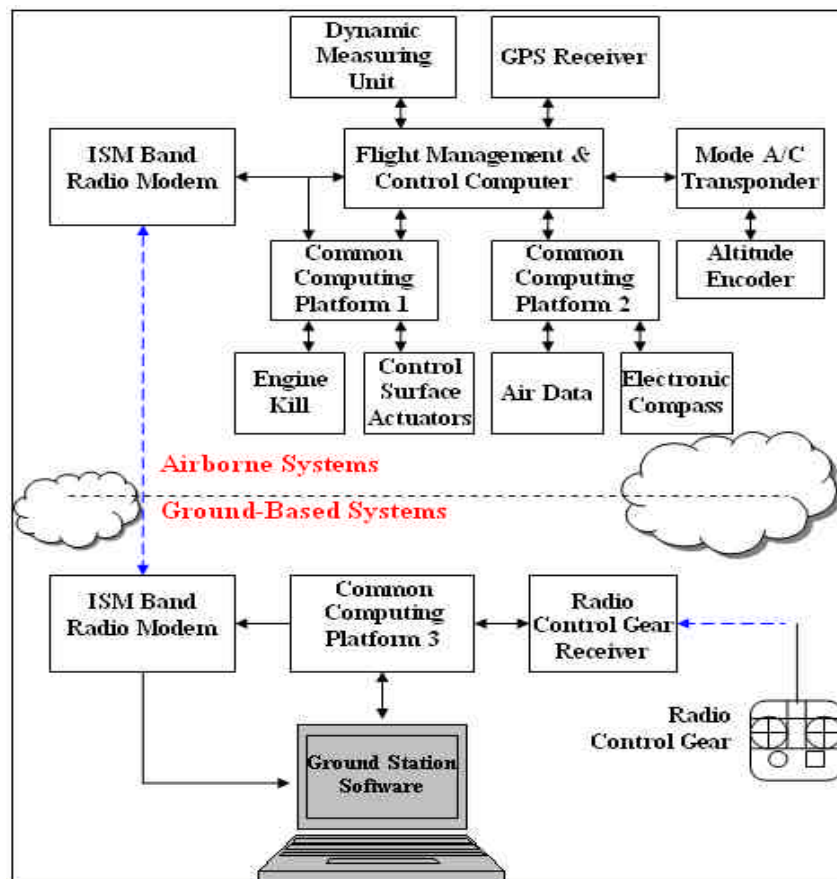 Dynamic
Measuring
Unit
GPS Receiver
ISM Band
Radio Modem
Flight Management &
Control Computer
Mode A/C
Transponder
Common
Computing
Platform 1
Common
Computing
Platform 2
Altitude
Encoder
Engine
Kill
Control
Surface
Actuators
Air Data
Electronic
Compass
Airborne Systems
Ground-Based Systems
ISM Band
Radio Modem
Common
Computing
Platform 3
Radio
Control Gear
Receiver
Radio
Control Gear
Ground Station
Software